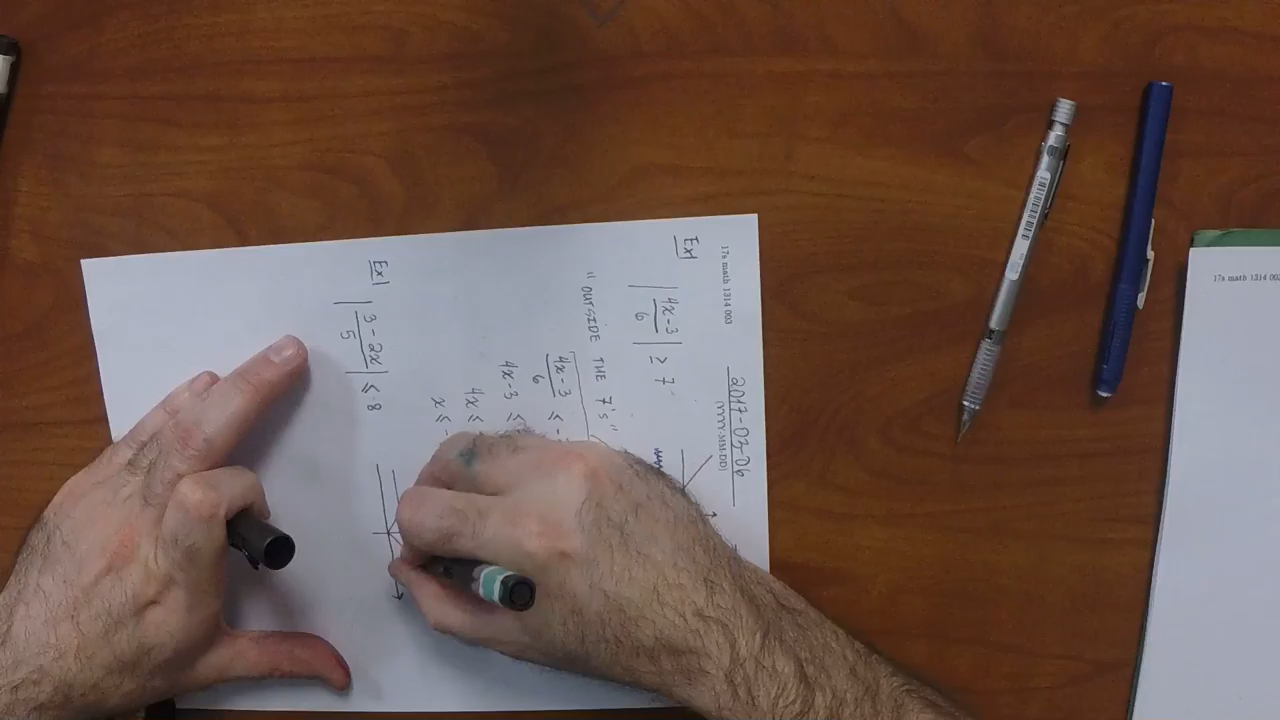 17s math 1314 003
2017-03-06
(YYYY-MM-DD)
Ex|
| 4x-3 / 6 | ≥ 7
"OUTSIDE THE 7's"
4x-3 / 6 ≤ -
4x-3 ≤
4x ≤
x ≤ -
Ex|
| 3-2x / 5 | ≤ 8
17s math 1314 003